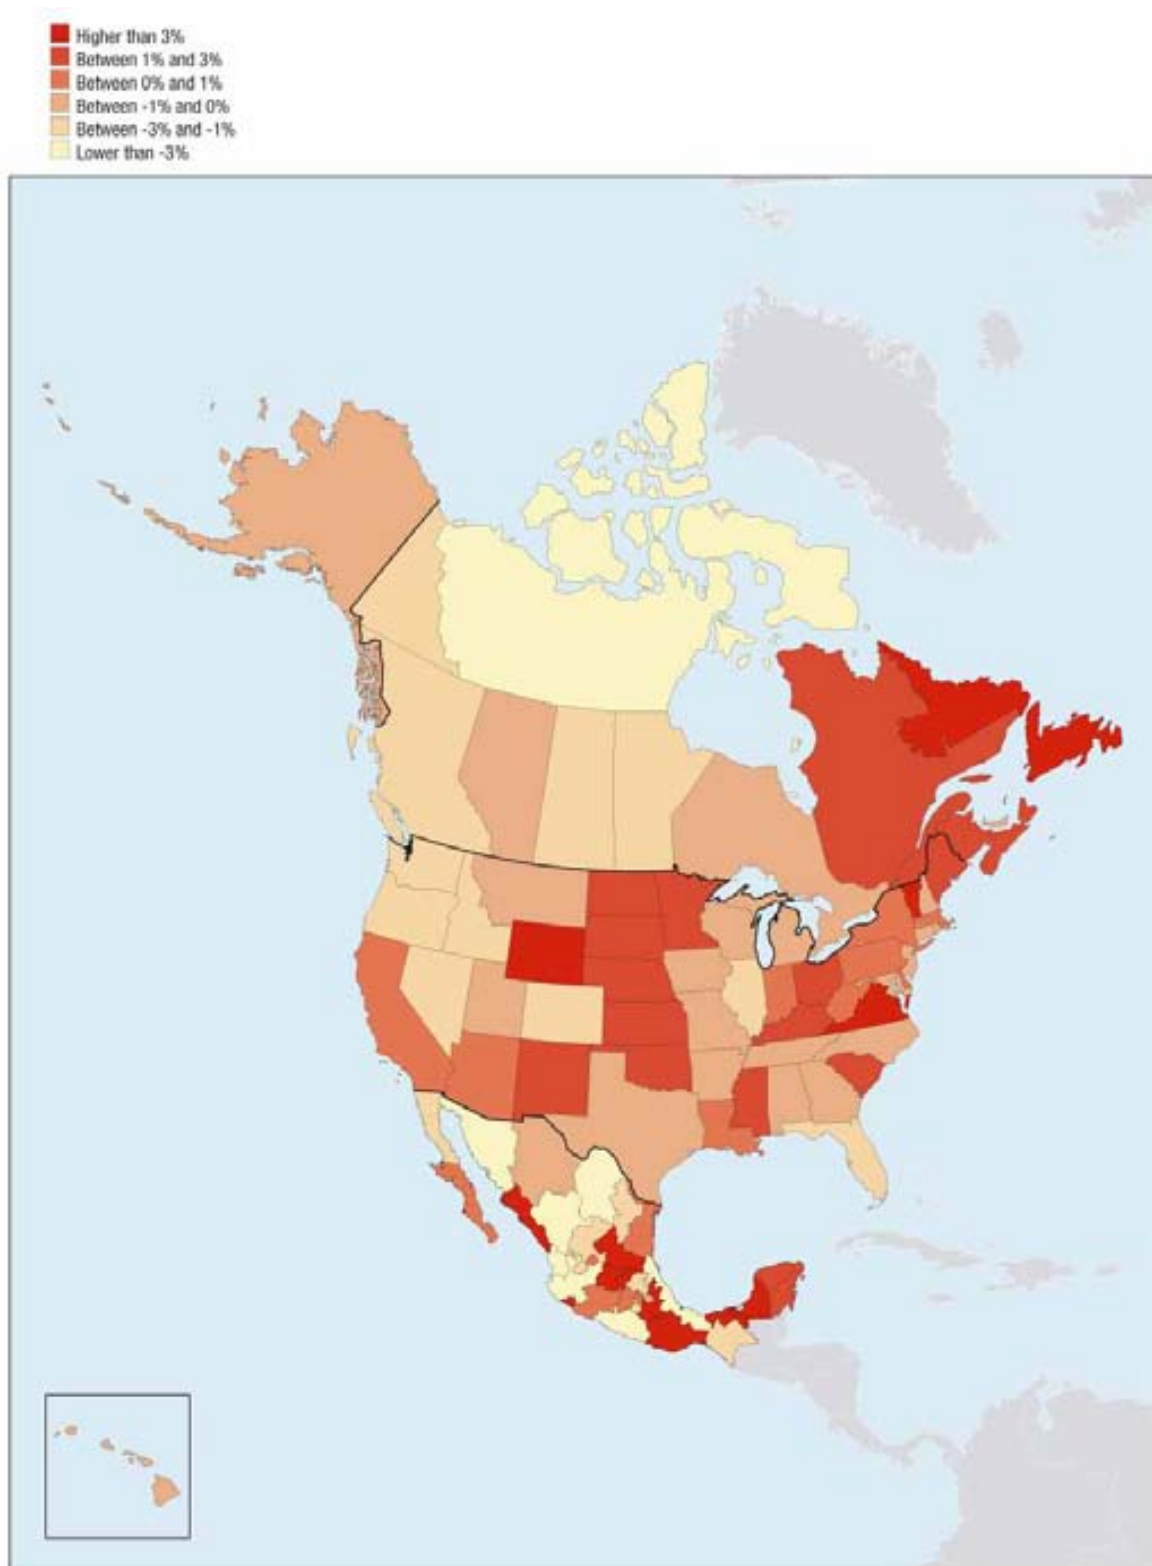 Higher than 3%
Between 1% and 3%
Between 0% and 1%
Between -1% and 0%
Between -3% and -1%
Lower than -3%